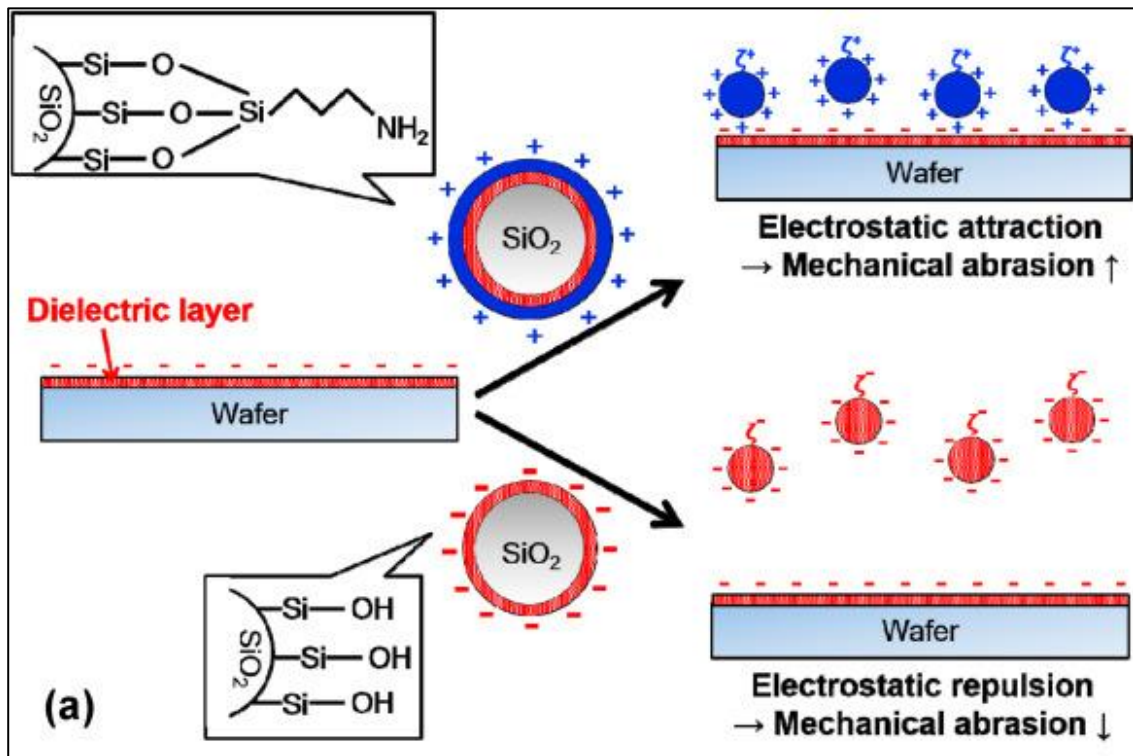 Si—O
SiO₂
Si—O—Si
NH₂
Si—O
SiO₂
+ + + + + + + + + + + +
ζ⁺ ζ⁺ ζ⁺ ζ⁺
Wafer
Electrostatic attraction
→ Mechanical abrasion ↑
Dielectric layer
- - - - - - - - - - - -
Wafer
SiO₂
Si—OH
SiO₂
Si—OH
Si—OH
ζ⁻ ζ⁻ ζ⁻ ζ⁻
Wafer
Electrostatic repulsion
→ Mechanical abrasion ↓
(a)